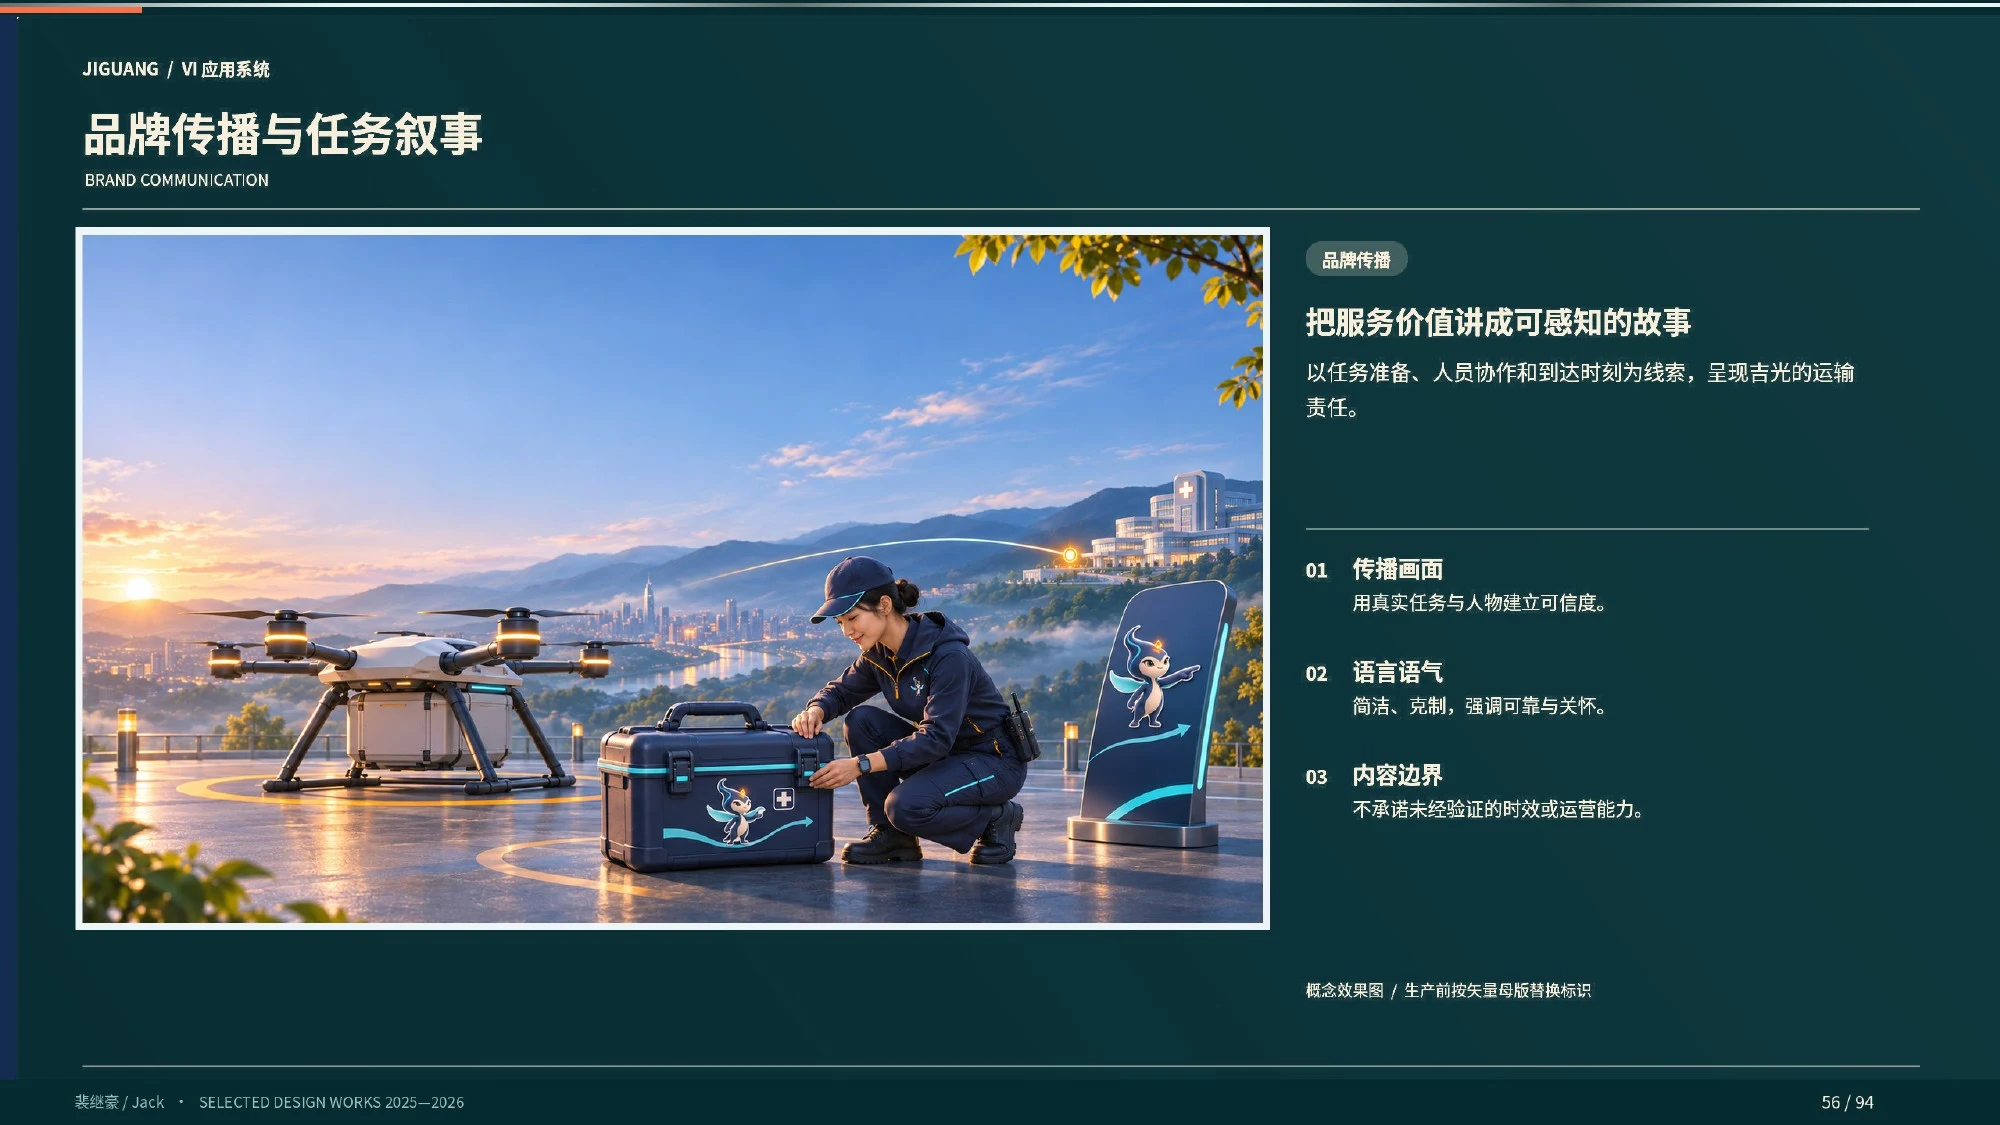 JIGUANG / VI 应用系统
品牌传播与任务叙事
BRAND COMMUNICATION
品牌传播
把服务价值讲成可感知的故事
以任务准备、人员协作和到达时刻为线索，呈现吉光的运输
责任。
01 传播画面
用真实任务与人物建立可信度。
02 语言语气
简洁、克制，强调可靠与关怀。
03 内容边界
不承诺未经验证的时效或运营能力。
概念效果图 / 生产前按矢量母版替换标识
裴继豪 / Jack · SELECTED DESIGN WORKS 2025—2026
56 / 94